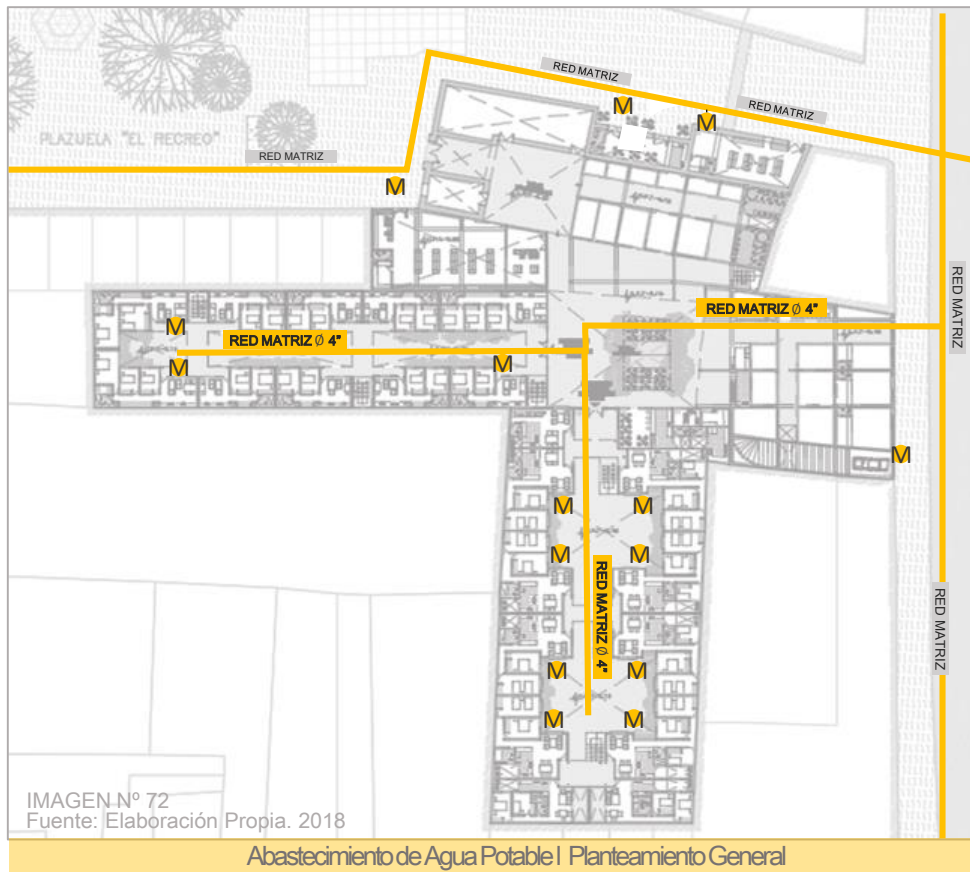 RED MATRIZ
M
RED MATRIZ
M
PLAZUELA "EL RECREO"
RED MATRIZ
M
RED MATRIZ
RED MATRIZ Ø 4"
M
RED MATRIZ Ø 4"
M
M
M
M
M
M
M
RED MATRIZ Ø 4"
RED MATRIZ
M
M
M
M
IMAGEN Nº 72
Fuente: Elaboración Propia. 2018
Abastecimiento de Agua Potable I Planteamiento General